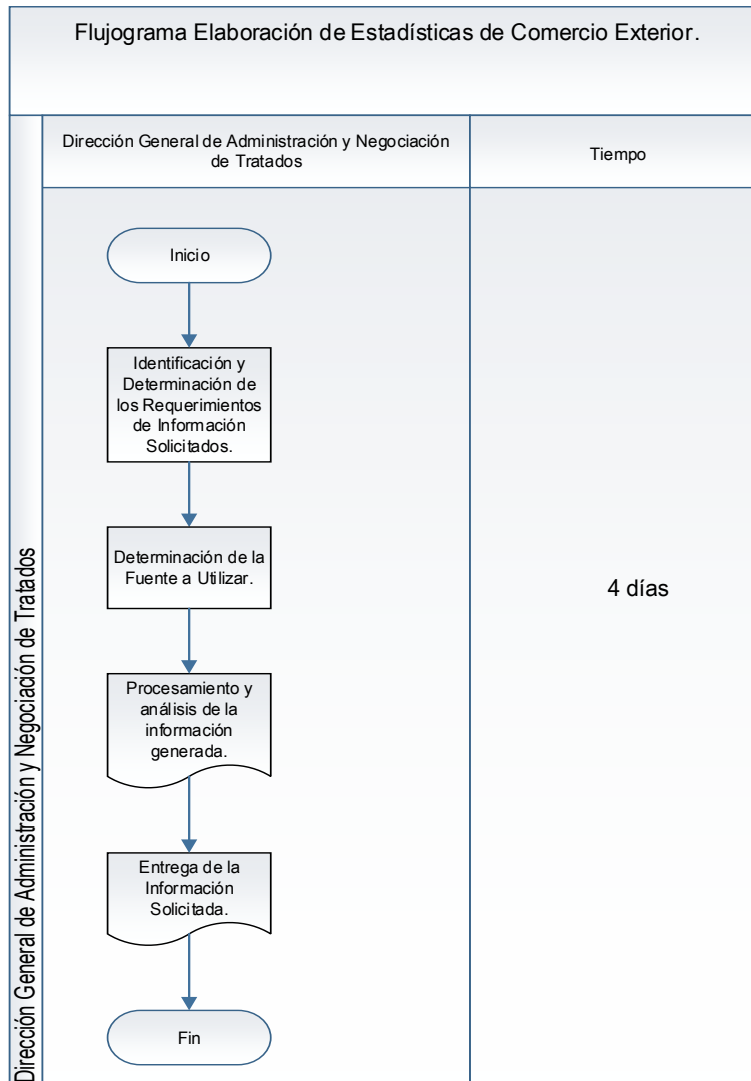 Flujograma Elaboración de Estadísticas de Comercio Exterior.
Dirección General de Administración y Negociación
de Tratados
Tiempo
Dirección General de Administración y Negociación de Tratados
Inicio
Identificación y
Determinación de
los Requerimientos
de Información
Solicitados.
Determinación de la
Fuente a Utilizar.
Procesamiento y
análisis de la
información
generada.
Entrega de la
Información
Solicitada.
Fin
4 días